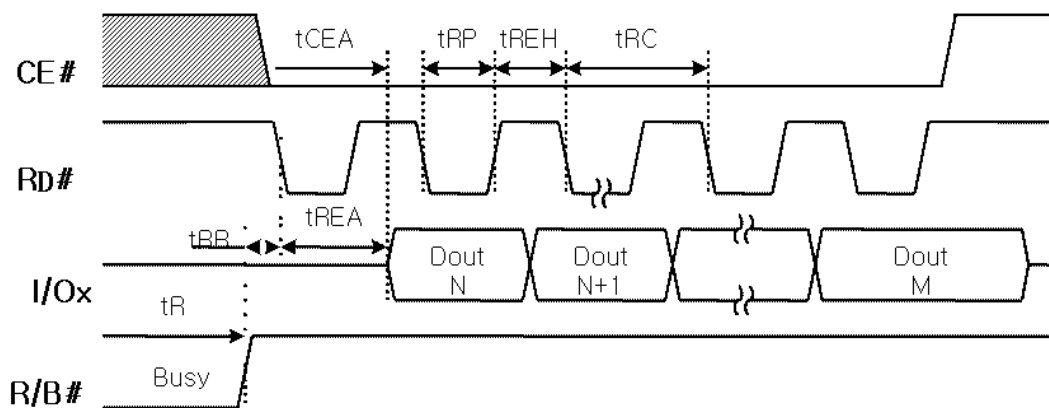 tCEA tRP tREH tRC
CE#
RD#
tRR tREA
Dout N Dout N+1 Dout M
I/Ox
tR
Busy
R/B#